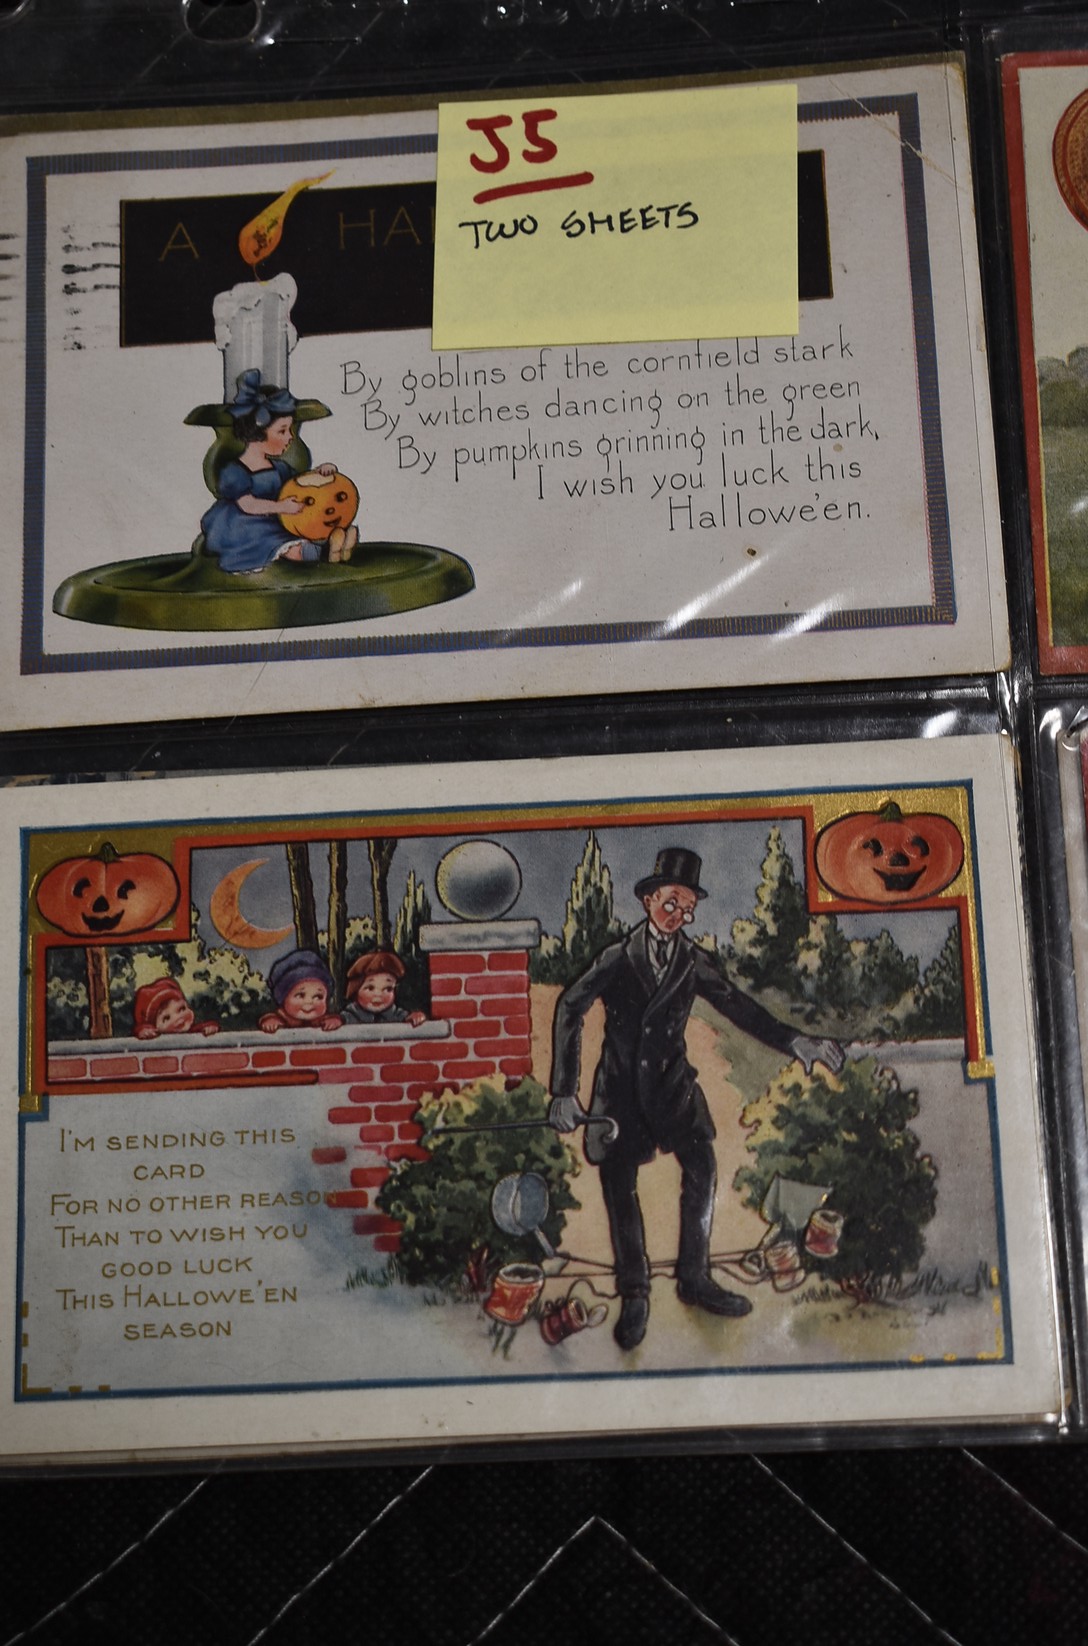 J5
TWO SHEETS
A HA
By goblins of the cornfield stark
By witches dancing on the green
By pumpkins grinning in the dark,
I wish you luck this
Hallowe'en.
I'M SENDING THIS
CARD
FOR NO OTHER REASON
THAN TO WISH YOU
GOOD LUCK
THIS HALLOWE'EN
SEASON